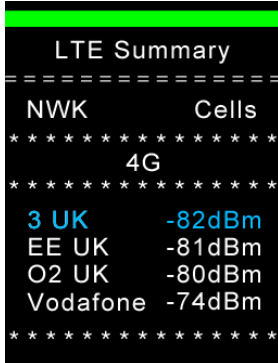 LTE Summary
= = = = = = = = = = = = = = =
NWK Cells
* * * * * * * * * * * * * * *
4G
* * * * * * * * * * * * * * *
3 UK -82dBm
EE UK -81dBm
O2 UK -80dBm
Vodafone -74dBm
* * * * * * * * * * * * * * *